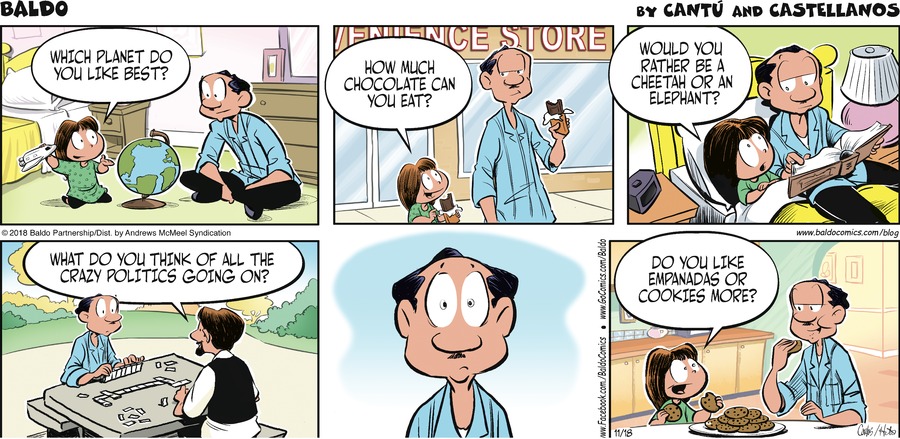 BALDO
BY CANTÚ AND CASTELLANOS
WHICH PLANET DO
YOU LIKE BEST?
VENIENCE STORE
HOW MUCH
CHOCOLATE CAN
YOU EAT?
WOULD YOU
RATHER BE A
CHEETAH OR AN
ELEPHANT?
© 2018 Baldo Partnership/Dist. by Andrews McMeel Syndication
www.baldocomics.com/blog
WHAT DO YOU THINK OF ALL THE
CRAZY POLITICS GOING ON?
www.Facebook.com/BaldoComics • www.GoComics.com/Baldo
DO YOU LIKE
EMPANADAS OR
COOKIES MORE?
11/18